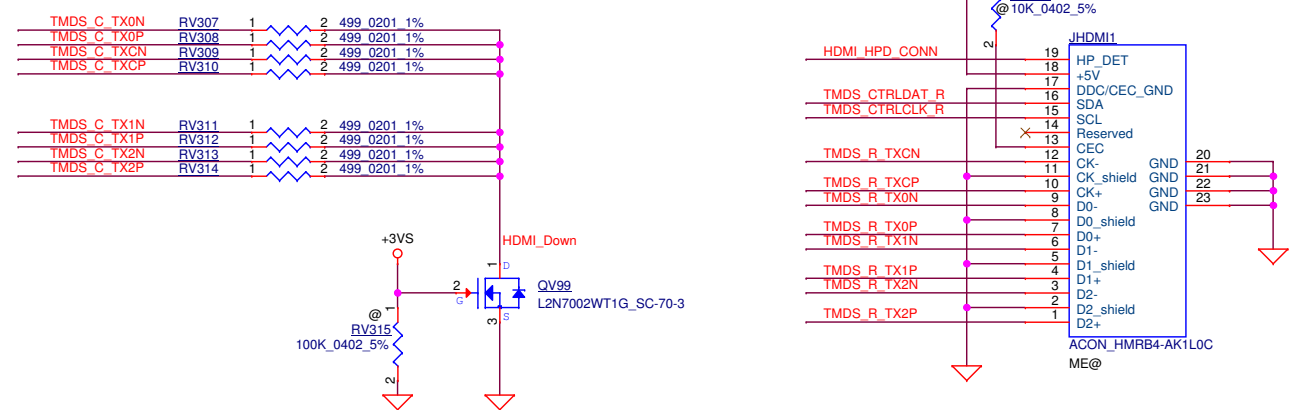 TMDS_C_TX0N RV307 1 2 499_0201_1%
TMDS_C_TX0P RV308 1 2 499_0201_1%
TMDS_C_TXCN RV309 1 2 499_0201_1%
TMDS_C_TXCP RV310 1 2 499_0201_1%
TMDS_C_TX1N RV311 1 2 499_0201_1%
TMDS_C_TX1P RV312 1 2 499_0201_1%
TMDS_C_TX2N RV313 1 2 499_0201_1%
TMDS_C_TX2P RV314 1 2 499_0201_1%
+3VS
HDMI_Down
1 D
2 G
3 S
QV99
L2N7002WT1G_SC-70-3
1
@
RV315
100K_0402_5%
2
@ 10K_0402_5%
2
JHDMI1
HDMI_HPD_CONN 19 HP_DET
18 +5V
17 DDC/CEC_GND
TMDS_CTRLDAT_R 16 SDA
TMDS_CTRLCLK_R 15 SCL
14 Reserved
13 CEC
TMDS_R_TXCN 12 CK- GND 20
11 CK_shield GND 21
TMDS_R_TXCP 10 CK+ GND 22
TMDS_R_TX0N 9 D0- GND 23
8 D0_shield
TMDS_R_TX0P 7 D0+
TMDS_R_TX1N 6 D1-
5 D1_shield
TMDS_R_TX1P 4 D1+
TMDS_R_TX2N 3 D2-
2 D2_shield
TMDS_R_TX2P 1 D2+
ACON_HMRB4-AK1L0C
ME@